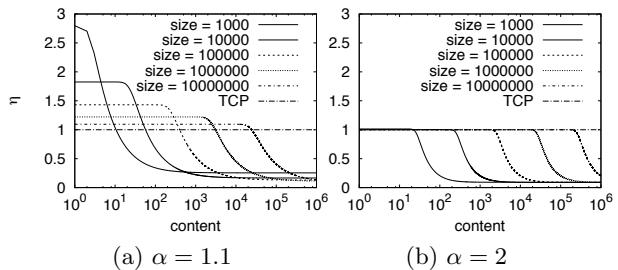 3
2.5
2
1.5
1
0.5
0
η
size = 1000
size = 10000
size = 100000
size = 1000000
size = 10000000
TCP
10^0 10^1 10^2 10^3 10^4 10^5 10^6
content
(a) α = 1.1
3
2.5
2
1.5
1
0.5
0
size = 1000
size = 10000
size = 100000
size = 1000000
size = 10000000
TCP
10^0 10^1 10^2 10^3 10^4 10^5 10^6
content
(b) α = 2